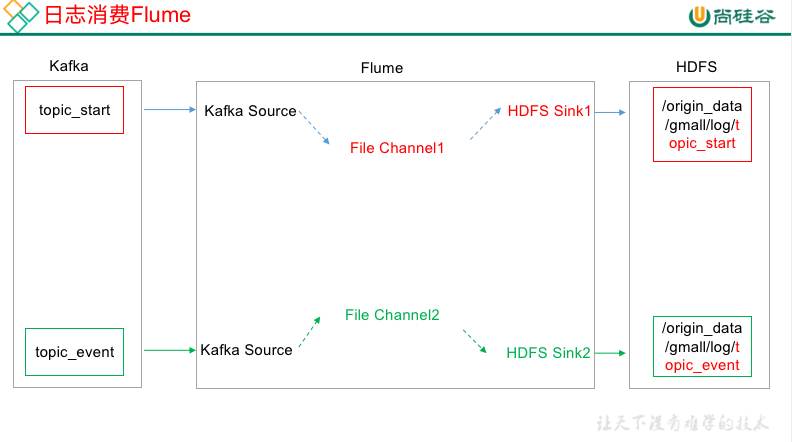 日志消费Flume
尚硅谷
Kafka
Flume
HDFS
topic_start
Kafka Source
File Channel1
HDFS Sink1
/origin_data
/gmall/log/t
opic_start
topic_event
Kafka Source
File Channel2
HDFS Sink2
/origin_data
/gmall/log/t
opic_event
让天下没有难学的技术